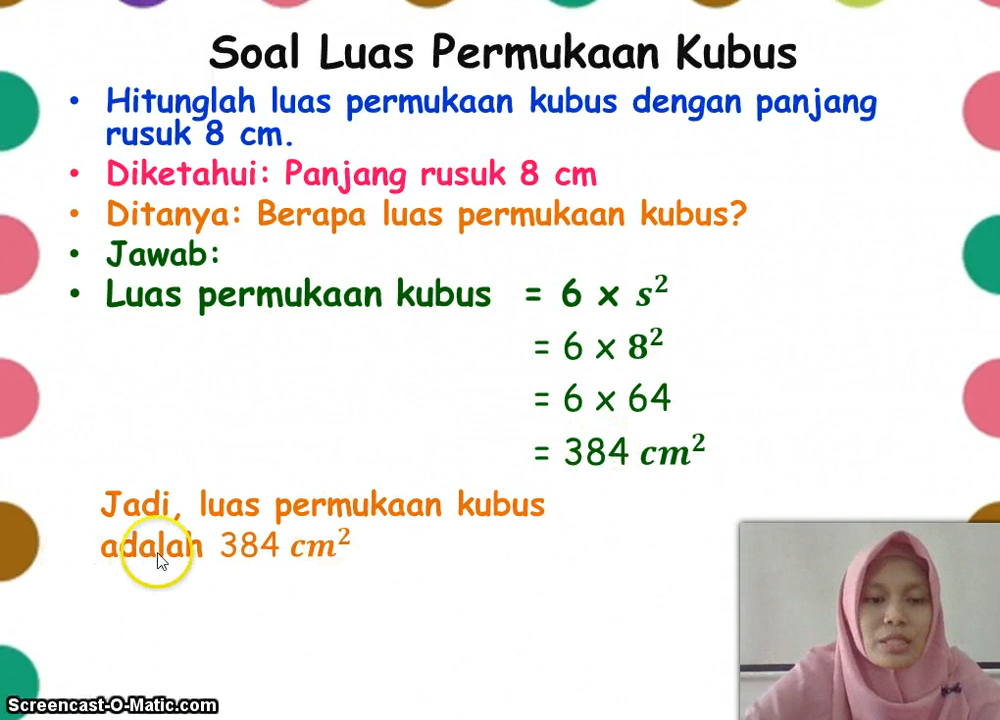 Soal Luas Permukaan Kubus
• Hitunglah luas permukaan kubus dengan panjang
rusuk 8 cm.
• Diketahui: Panjang rusuk 8 cm
• Ditanya: Berapa luas permukaan kubus?
• Jawab:
• Luas permukaan kubus = 6 x s²
= 6 x 8²
= 6 x 64
= 384 cm²
Jadi, luas permukaan kubus
adalah 384 cm²
Screencast-O-Matic.com